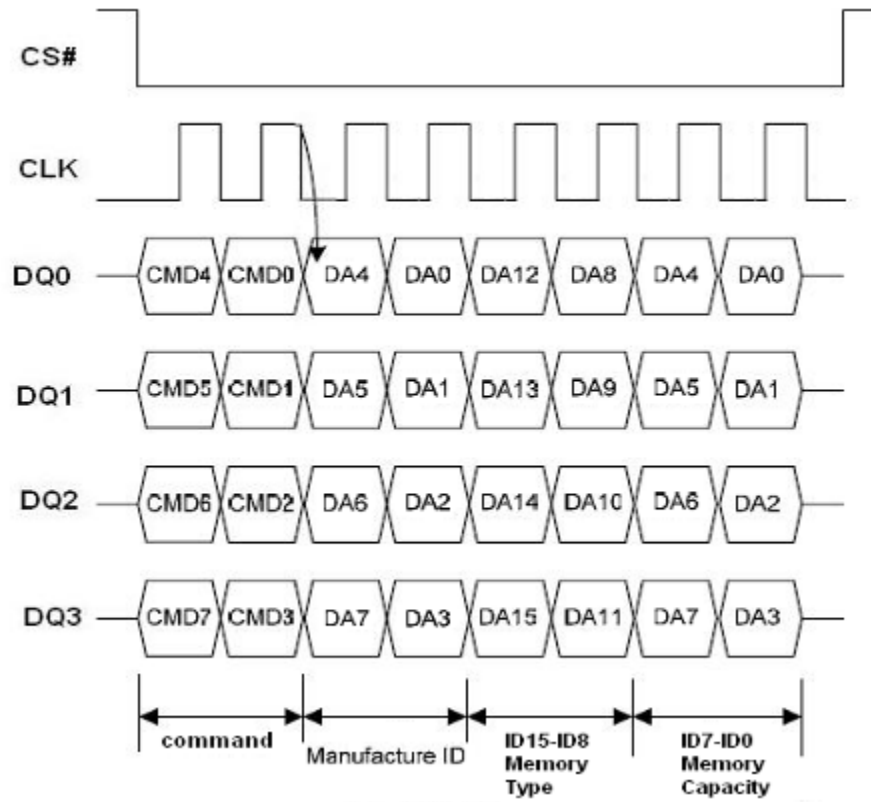 CS#
CLK
DQ0 CMD4 CMD0 DA4 DA0 DA12 DA8 DA4 DA0
DQ1 CMD5 CMD1 DA5 DA1 DA13 DA9 DA5 DA1
DQ2 CMD6 CMD2 DA6 DA2 DA14 DA10 DA6 DA2
DQ3 CMD7 CMD3 DA7 DA3 DA15 DA11 DA7 DA3
command
Manufacture ID
ID15-ID8
Memory
Type
ID7-ID0
Memory
Capacity